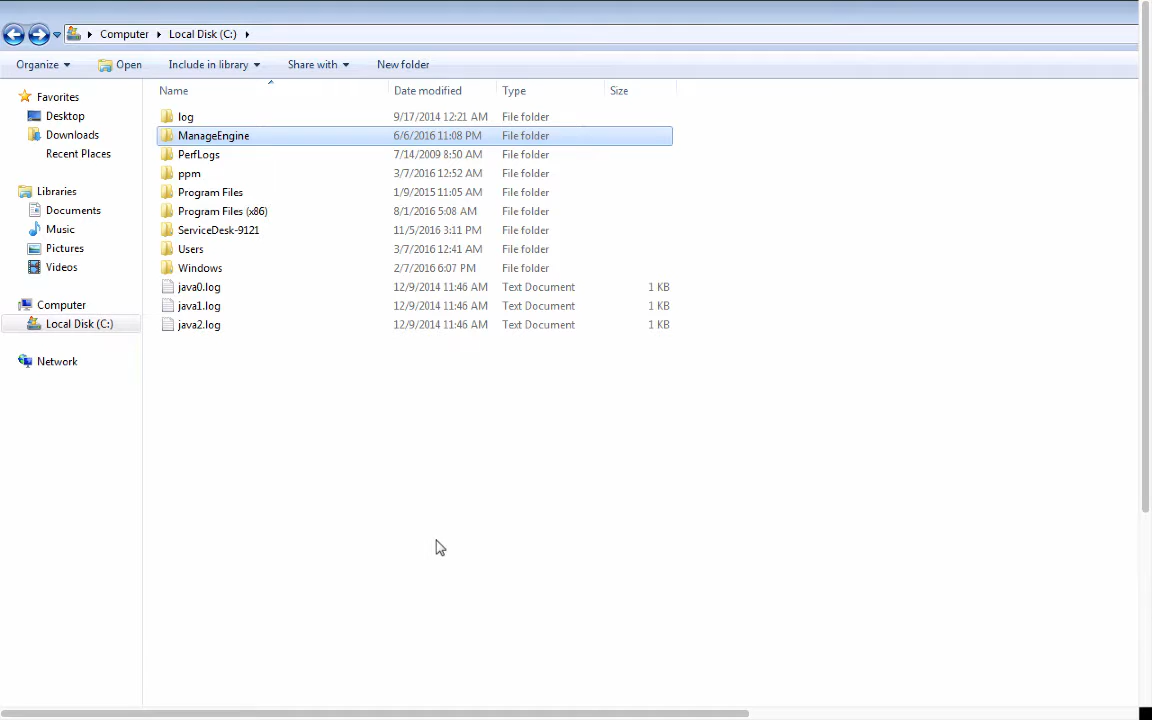 Computer Local Disk (C:)
Organize Open Include in library Share with New folder
Name Date modified Type Size
Favorites
Desktop
Downloads
Recent Places
Libraries
Documents
Music
Pictures
Videos
Computer
Local Disk (C:)
Network
log 9/17/2014 12:21 AM File folder
ManageEngine 6/6/2016 11:08 PM File folder
PerfLogs 7/14/2009 8:50 AM File folder
ppm 3/7/2016 12:52 AM File folder
Program Files 1/9/2015 11:05 AM File folder
Program Files (x86) 8/1/2016 5:08 AM File folder
ServiceDesk-9121 11/5/2016 3:11 PM File folder
Users 3/7/2016 12:41 AM File folder
Windows 2/7/2016 6:07 PM File folder
java0.log 12/9/2014 11:46 AM Text Document 1 KB
java1.log 12/9/2014 11:46 AM Text Document 1 KB
java2.log 12/9/2014 11:46 AM Text Document 1 KB